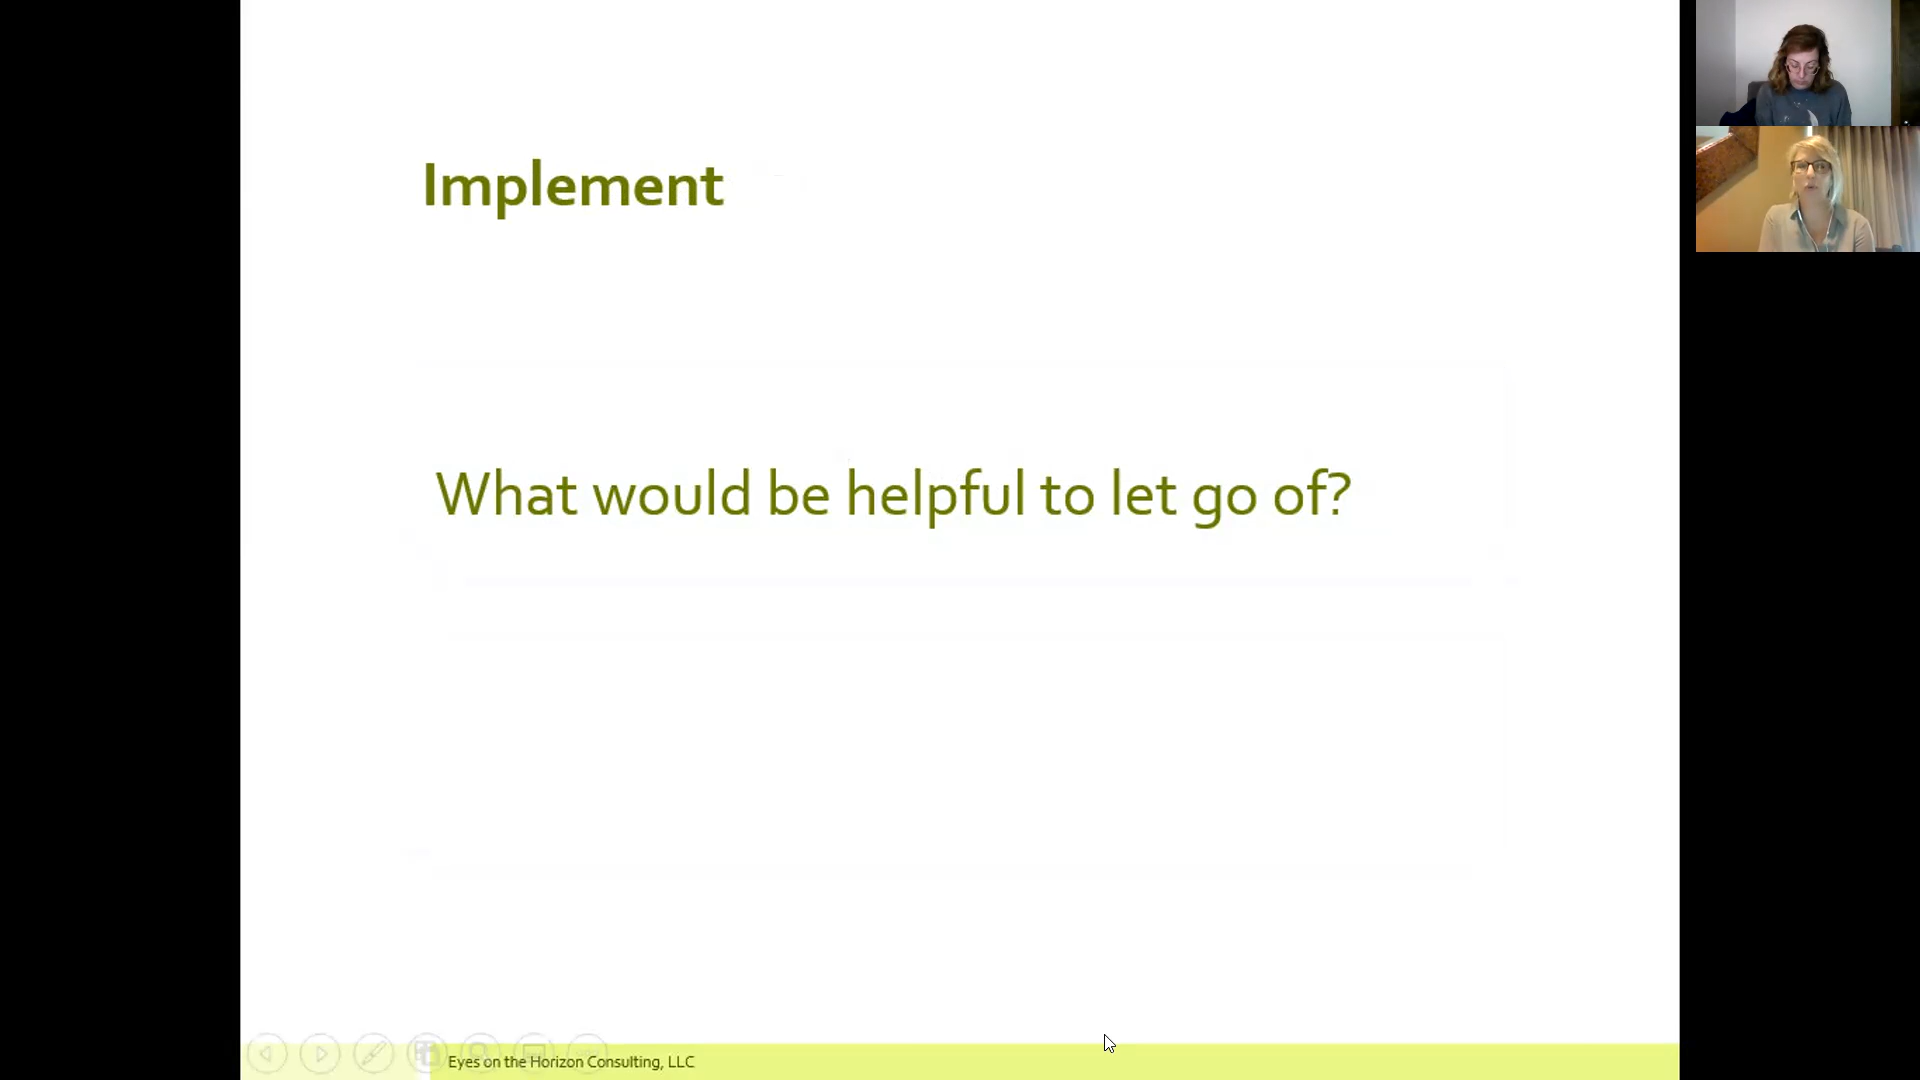 Implement
What would be helpful to let go of?
Eyes on the Horizon Consulting, LLC